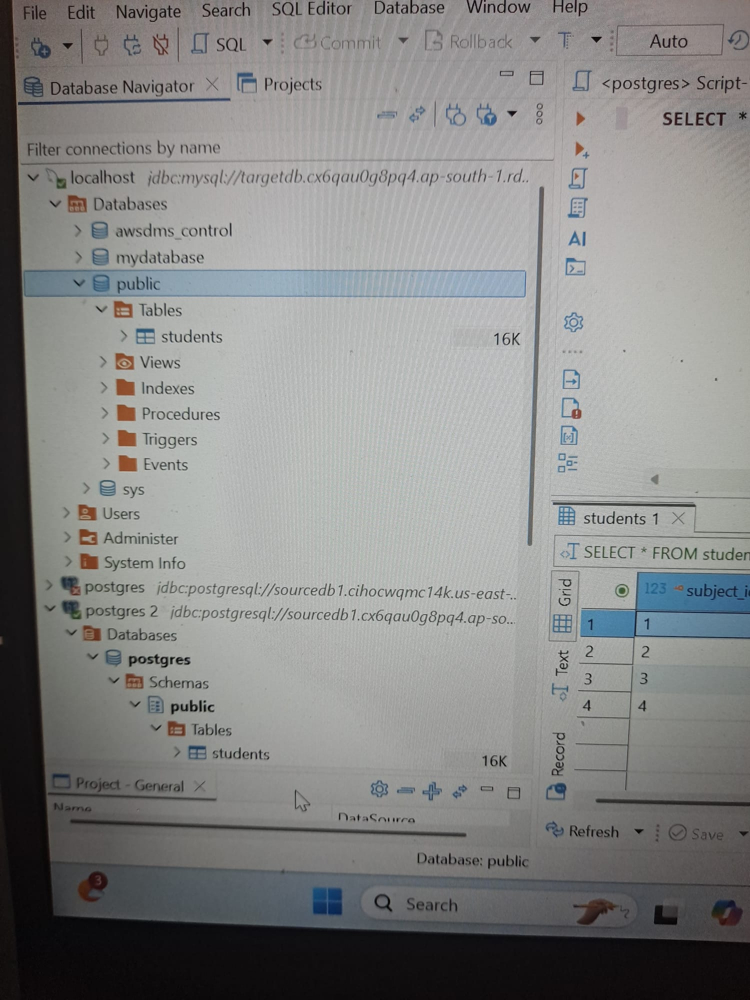 File Edit Navigate Search SQL Editor Database Window Help
SQL Commit Rollback T Auto
Database Navigator Projects
<postgres> Script-
SELECT *
Filter connections by name
localhost jdbc:mysql://targetdb.cx6qau0g8pq4.ap-south-1.rd..
Databases
awsdms_control
mydatabase
public
Tables
students 16K
Views
Indexes
Procedures
Triggers
Events
sys
Users
Administer
System Info
postgres jdbc:postgresql://sourcedb1.cihocwqmc14k.us-east-..
postgres 2 jdbc:postgresql://sourcedb1.cx6qau0g8pq4.ap-so...
Databases
postgres
Schemas
public
Tables
students 16K
Project - General
Name DataSource
Database: public
AI
students 1
SELECT * FROM studen
Grid
Text
Record
123 subject_i
1 1
2 2
3 3
4 4
Refresh Save
3
Search